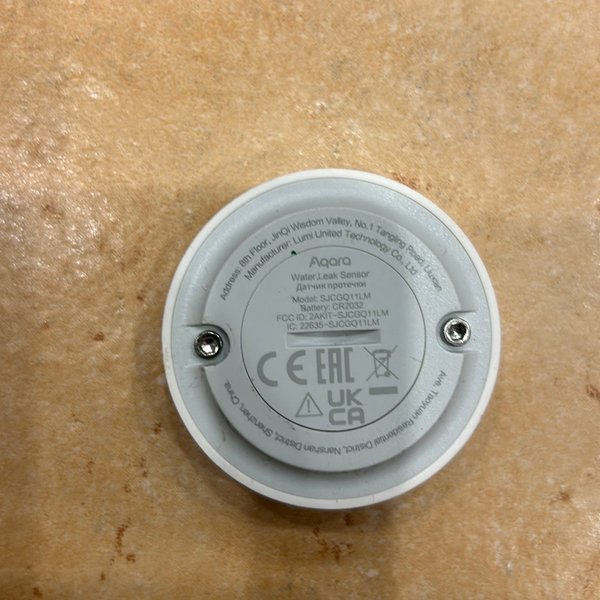 Address: 8th Floor, JinQi Wisdom Valley, No.1 Tangling Road, Liuxian
Manufacturer: Lumi United Technology Co., Ltd
Aqara
Water Leak Sensor
Датчик протечки
Model: SJCGQ11LM
Battery: CR2032
FCC ID: 2AKIT-SJCGQ11LM
IC: 22635-SJCGQ11LM
CE EAC
UK
CA
Ave, Taoyuan Residential District, Nanshan District, Shenzhen, China.